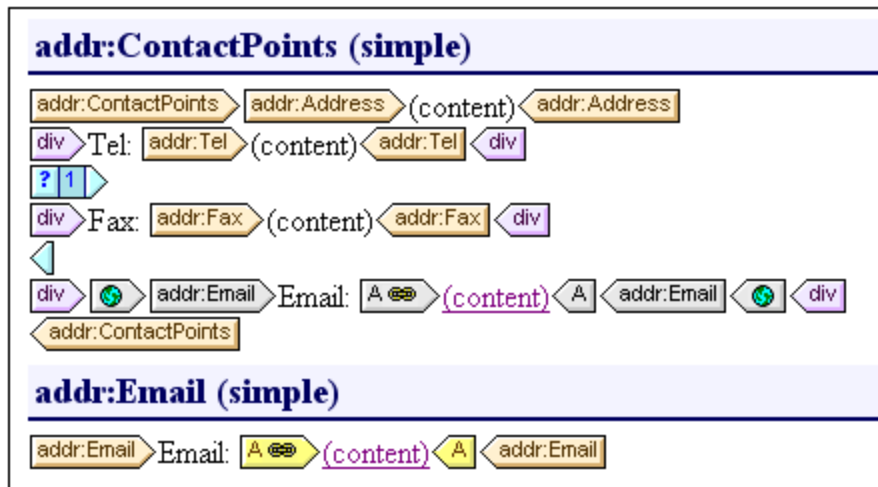 addr:ContactPoints (simple)
addr:ContactPoints addr:Address (content) addr:Address
div Tel: addr:Tel (content) addr:Tel div
? 1
div Fax: addr:Fax (content) addr:Fax div
div addr:Email Email: A (content) A addr:Email div
addr:ContactPoints
addr:Email (simple)
addr:Email Email: A (content) A addr:Email